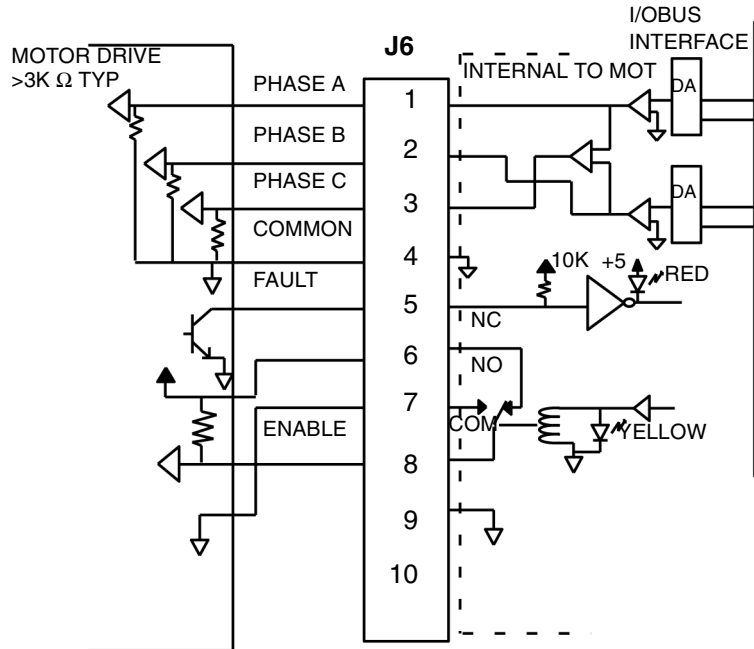 I/OBUS
INTERFACE
MOTOR DRIVE
>3K Ω TYP
J6
INTERNAL TO MOT
PHASE A
1
DA
PHASE B
2
PHASE C
3
DA
COMMON
4
FAULT
10K +5
RED
5
NC
6
NO
7
COM
ENABLE
YELLOW
8
9
10